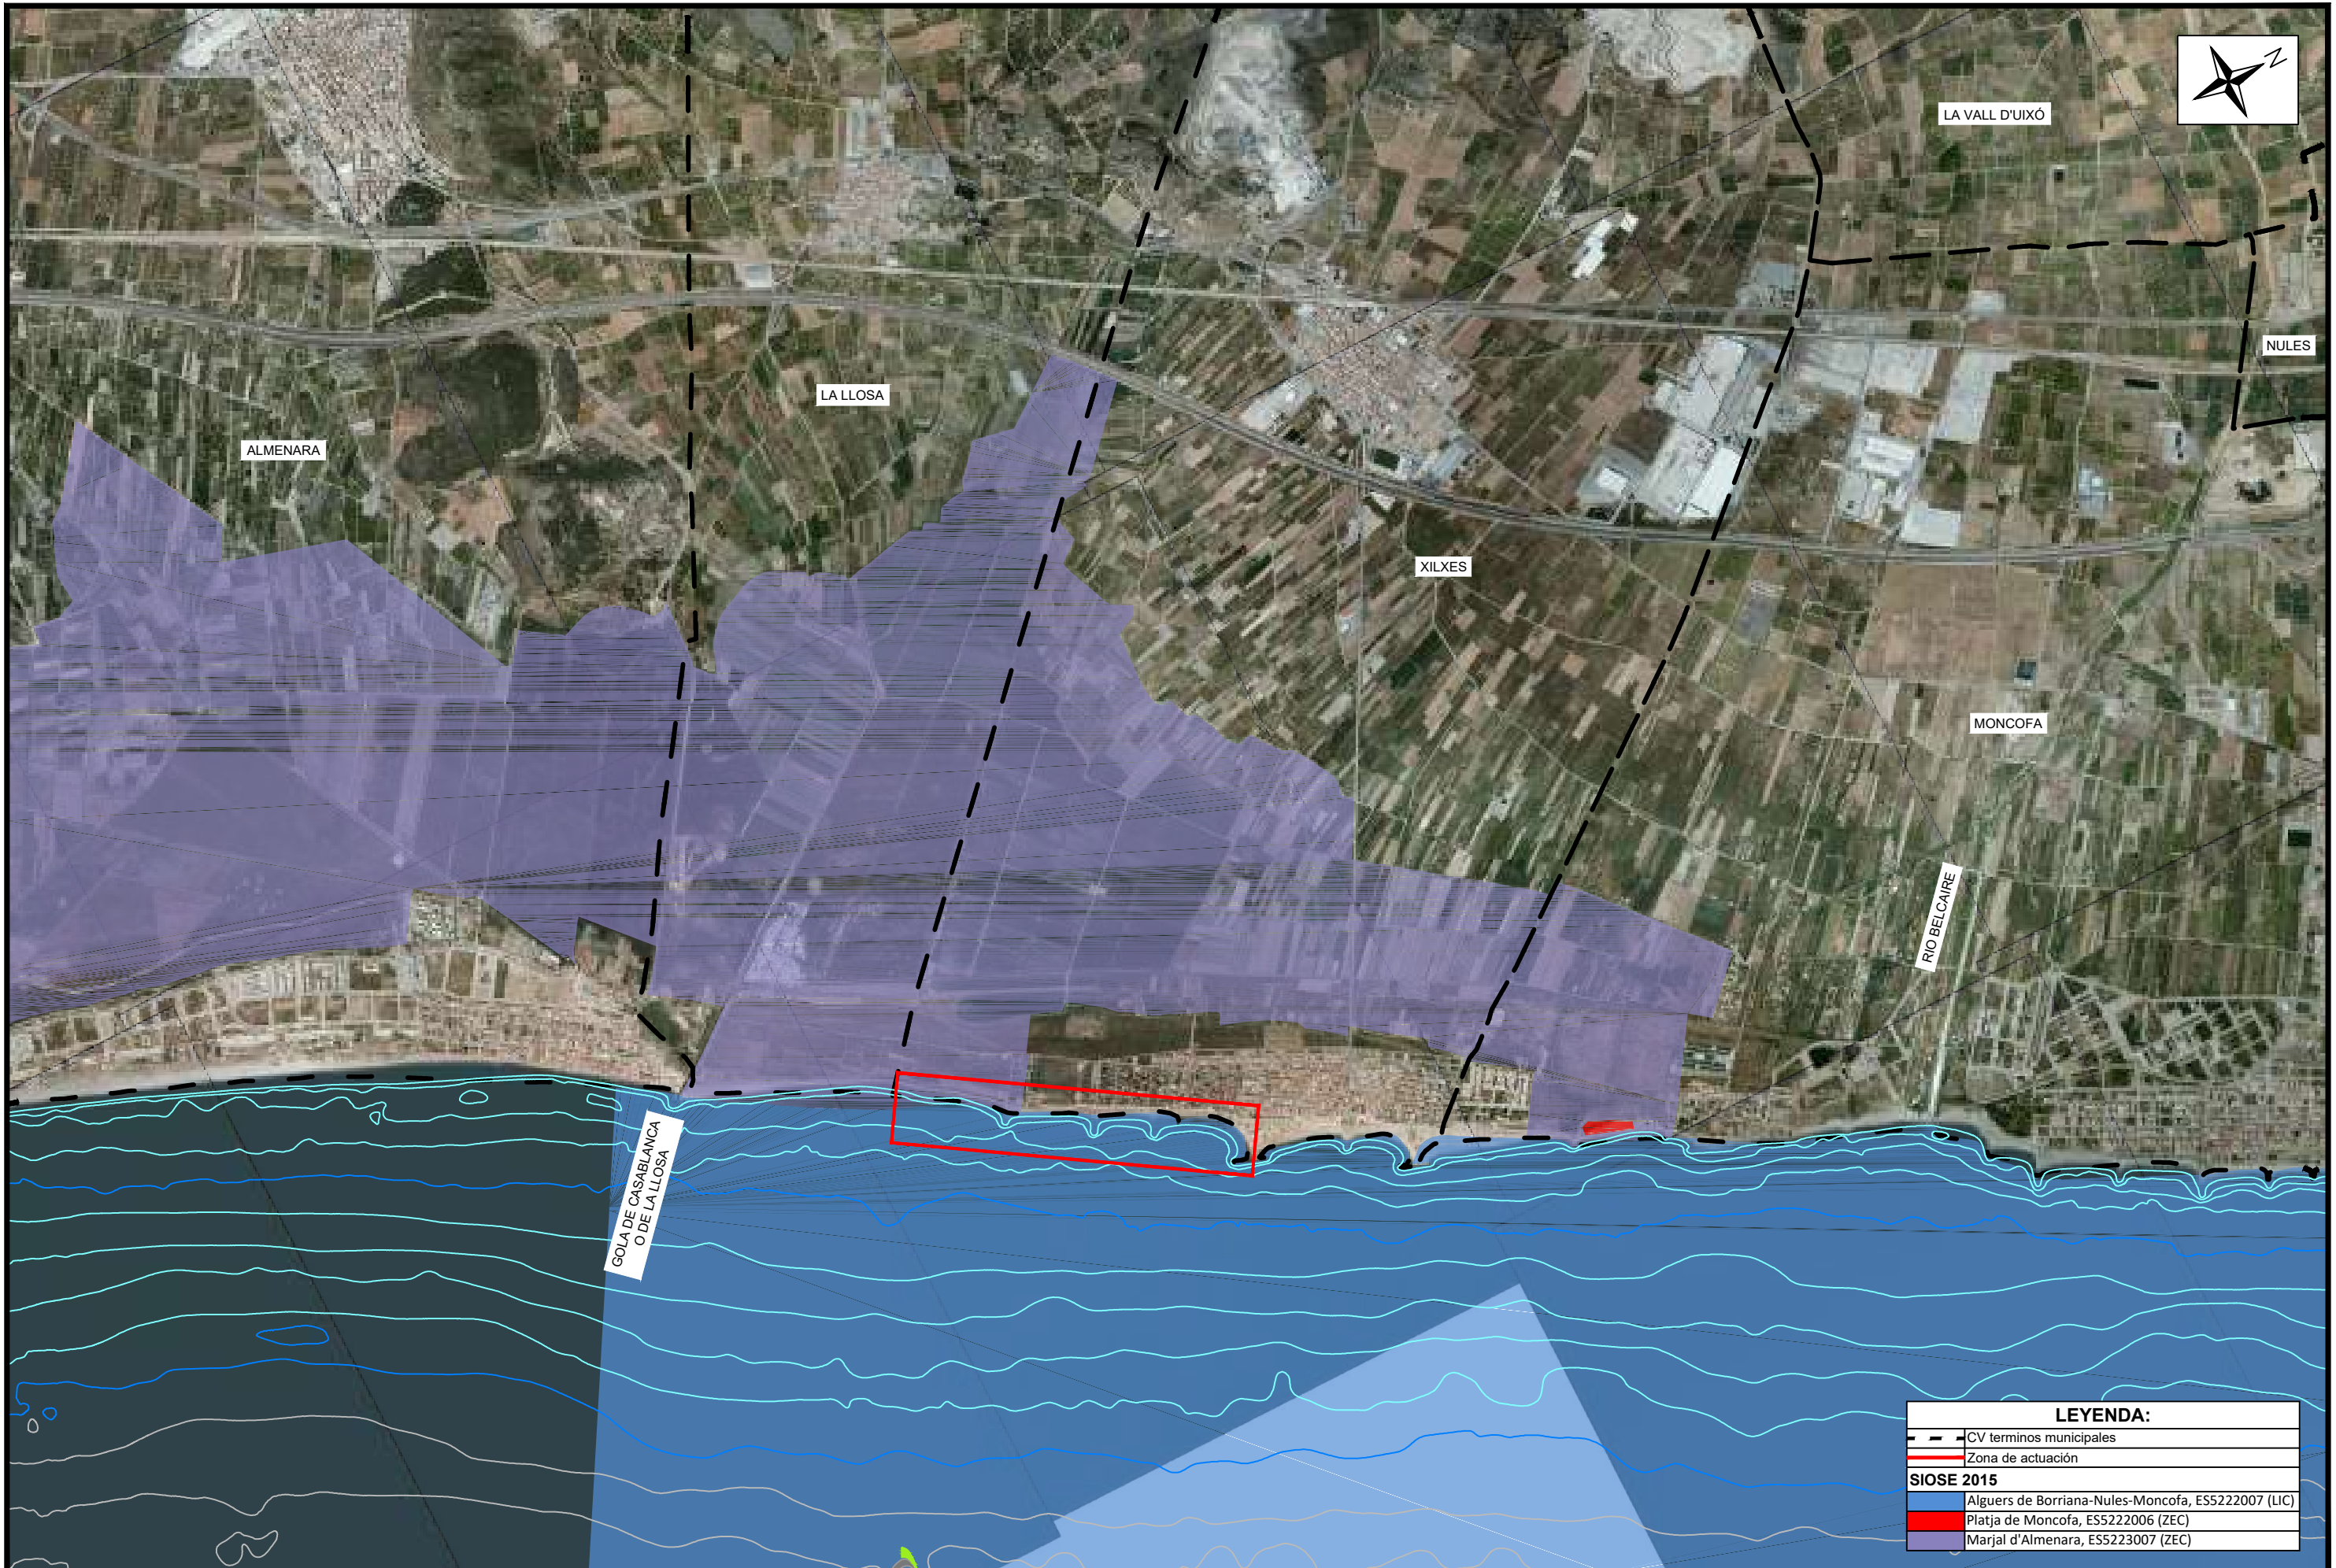 N
LA VALL D'UIXÓ
NULES
LA LLOSA
ALMENARA
XILXES
MONCOFA
RIO BELCAIRE
GOLA DE CASABLANCA
O DE LA LLOSA
LEYENDA:
CV terminos municipales
Zona de actuación
SIOSE 2015
Alguers de Borriana-Nules-Moncofa, ES5222007 (LIC)
Platja de Moncofa, ES5222006 (ZEC)
Marjal d'Almenara, ES5223007 (ZEC)